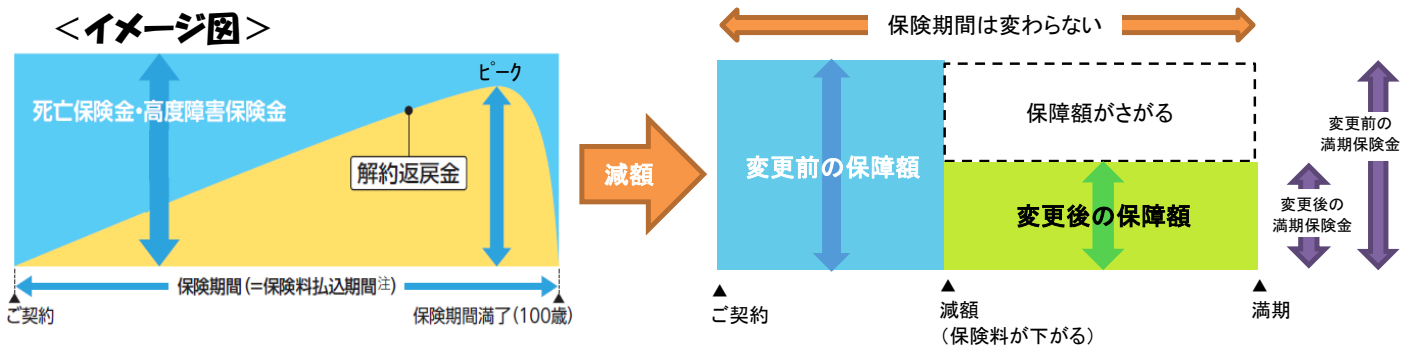 ＜イメージ図＞
ピーク
死亡保険金･高度障害保険金
解約返戻金
保険期間(=保険料払込期間注)
ご契約
保険期間満了(100歳)
減額
保険期間は変わらない
保障額がさがる
変更前の保障額
変更後の保障額
変更前の
満期保険金
変更後の
満期保険金
ご契約
減額
(保険料が下がる)
満期